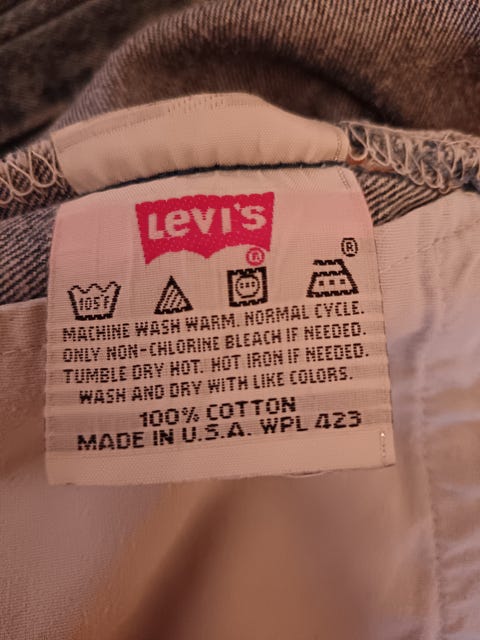 Levi's
®
®
105°F
MACHINE WASH WARM. NORMAL CYCLE.
ONLY NON-CHLORINE BLEACH IF NEEDED.
TUMBLE DRY HOT. HOT IRON IF NEEDED.
WASH AND DRY WITH LIKE COLORS.
100% COTTON
MADE IN U.S.A. WPL 423